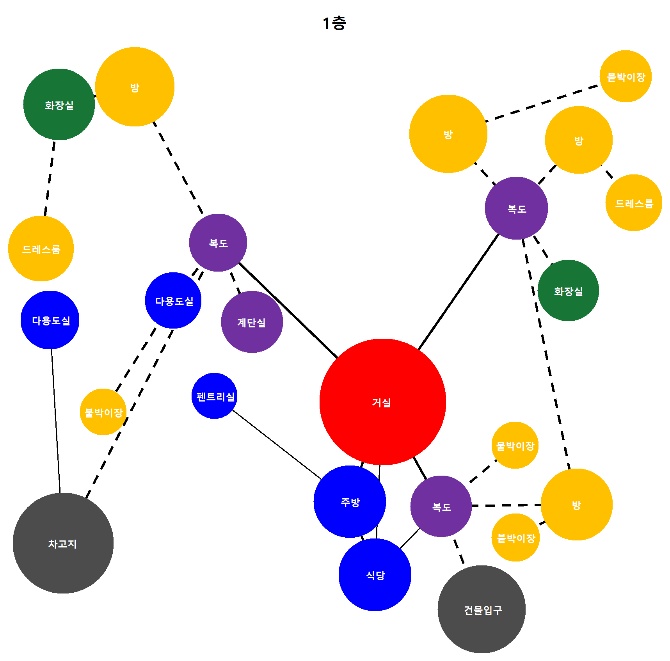 1층
방
화장실
붙박이장
방
방
드레스룸
복도
복도
드레스룸
화장실
다용도실
다용도실
계단실
펜트리실
거실
붙박이장
붙박이장
주방
복도
방
붙박이장
차고지
식당
건물입구